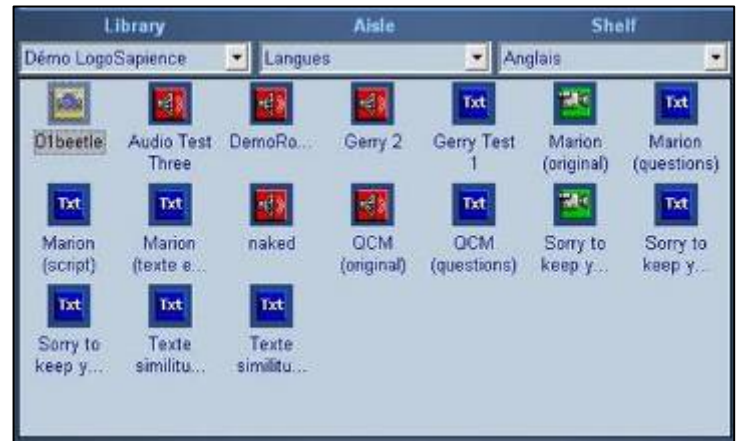 Library Aisle Shelf
Démo LogoSapience Langues Anglais
01beetle Audio Test Three DemoRo... Gerry 2 Gerry Test 1 Marion (original) Marion (questions)
Txt Txt
Marion (script) Marion (texte e... naked QCM (original) QCM (questions) Sorry to keep y... Sorry to keep y...
Txt Txt Txt Txt
Sorry to keep y... Texte similitu... Texte similitu...
Txt Txt Txt